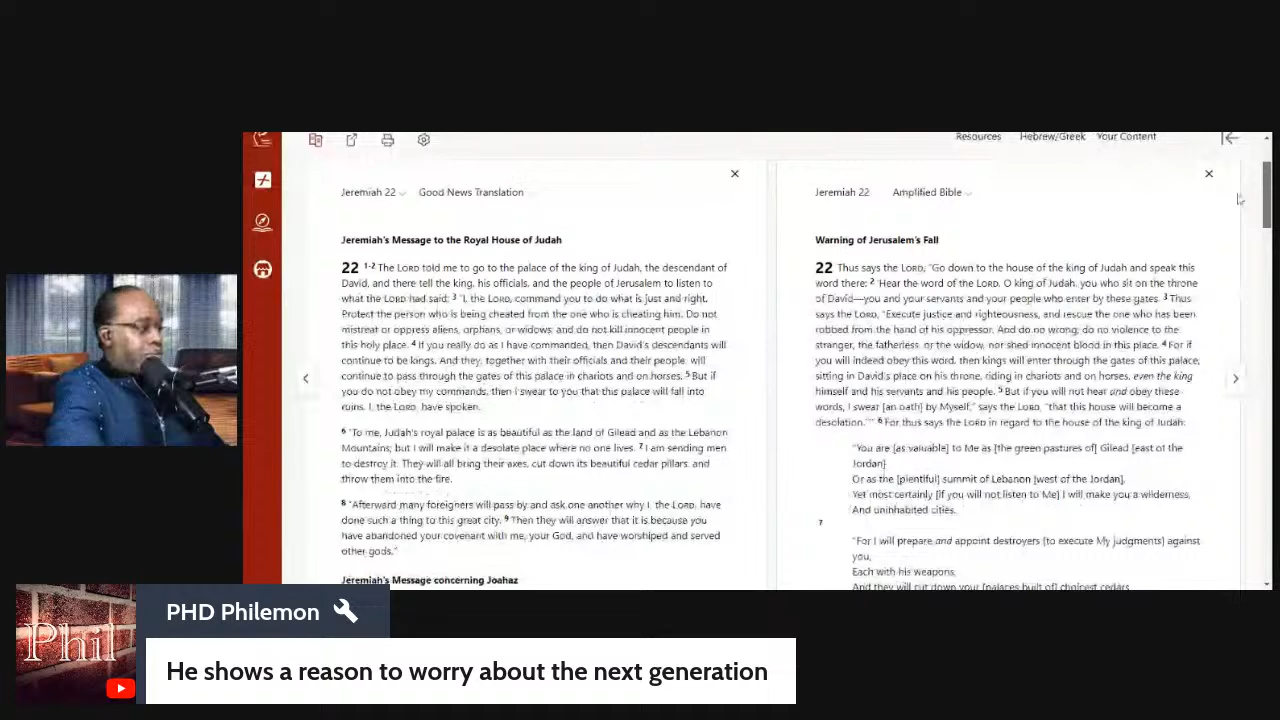 Resources Hebrew/Greek Your Content
Jeremiah 22 Good News Translation
Jeremiah's Message to the Royal House of Judah
22 1-2 The LORD told me to go to the palace of the king of Judah, the descendant of
David, and there tell the king, his officials, and the people of Jerusalem to listen to
what the LORD had said: 3 "I, the LORD, command you to do what is just and right.
Protect the person who is being cheated from the one who is cheating him. Do not
mistreat or oppress aliens, orphans, or widows; and do not kill innocent people in
this holy place. 4 If you really do as I have commanded, then David's descendants will
continue to be kings. And they, together with their officials and their people, will
continue to pass through the gates of this palace in chariots and on horses. 5 But if
you do not obey my commands, then I swear to you that this palace will fall into
ruins. I, the LORD, have spoken.
6 "To me, Judah's royal palace is as beautiful as the land of Gilead and as the Lebanon
Mountains; but I will make it a desolate place where no one lives. 7 I am sending men
to destroy it. They will all bring their axes, cut down its beautiful cedar pillars, and
throw them into the fire.
8 "Afterward many foreigners will pass by and ask one another why I, the LORD, have
done such a thing to this great city. 9 Then they will answer that it is because you
have abandoned your covenant with me, your God, and have worshiped and served
other gods."
Jeremiah's Message concerning Joahaz
Jeremiah 22 Amplified Bible
Warning of Jerusalem's Fall
22 Thus says the LORD, "Go down to the house of the king of Judah and speak this
word there: 2 'Hear the word of the LORD, O king of Judah, you who sit on the throne
of David—you and your servants and your people who enter by these gates. 3 Thus
says the LORD, "Execute justice and righteousness, and rescue the one who has been
robbed from the hand of his oppressor. And do no wrong; do no violence to the
stranger, the fatherless, or the widow, nor shed innocent blood in this place. 4 For if
you will indeed obey this word, then kings will enter through the gates of this palace,
sitting in David's place on his throne, riding in chariots and on horses, even the king
himself and his servants and his people. 5 But if you will not hear and obey these
words, I swear [an oath] by Myself," says the LORD, "that this house will become a
desolation."'" 6 For thus says the LORD in regard to the house of the king of Judah:
"You are [as valuable] to Me as [the green pastures of] Gilead [east of the
Jordan]
Or as the [plentiful] summit of Lebanon [west of the Jordan],
Yet most certainly [if you will not listen to Me] I will make you a wilderness,
And uninhabited cities.
7
"For I will prepare and appoint destroyers [to execute My judgments] against
you,
Each with his weapons,
And they will cut down your [palaces built of] choicest cedars
Phil
PHD Philemon
He shows a reason to worry about the next generation